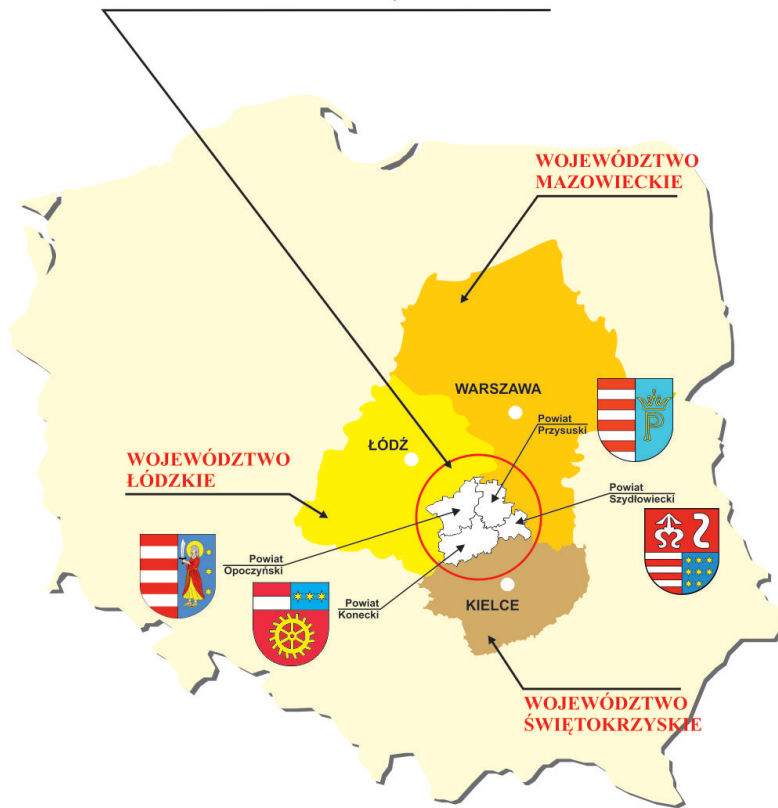 WOJEWÓDZTWO
MAZOWIECKIE
WARSZAWA
Powiat
Przysuski
ŁÓDŹ
WOJEWÓDZTWO
ŁÓDZKIE
Powiat
Szydłowiecki
Powiat
Opoczyński
Powiat
Konecki
KIELCE
WOJEWÓDZTWO
ŚWIĘTOKRZYSKIE
P